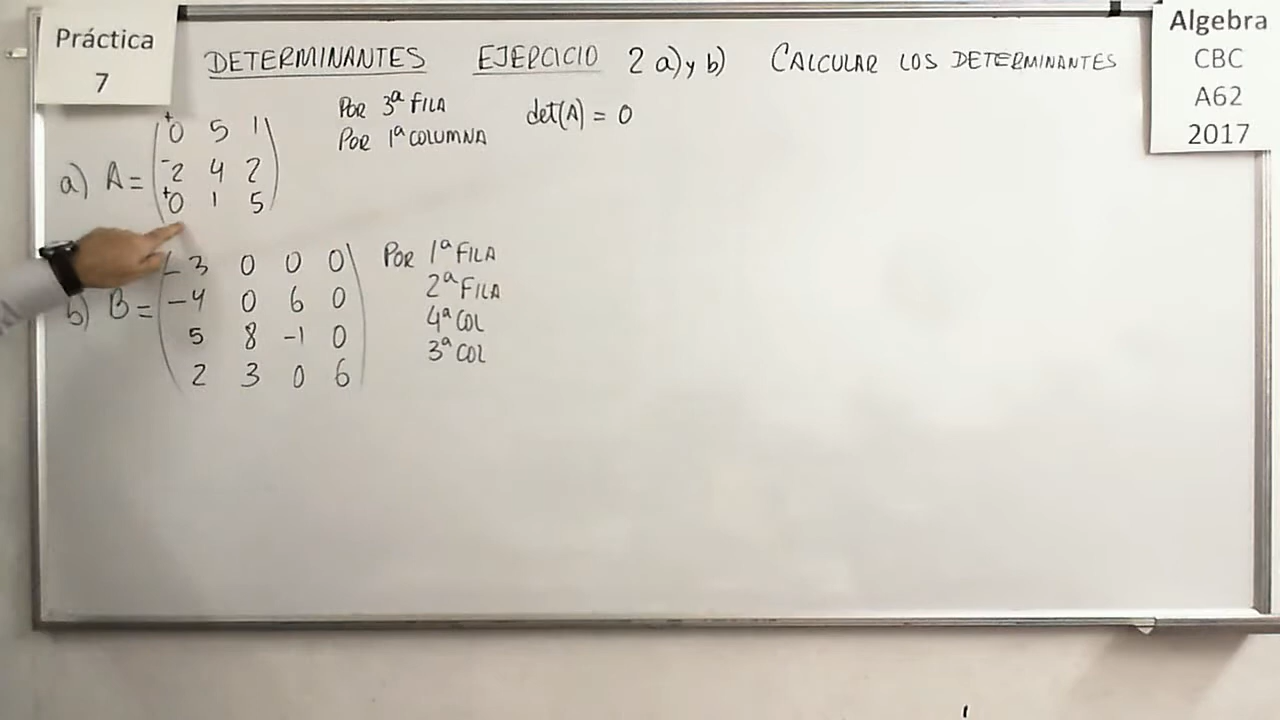 Práctica
7
DETERMINANTES EJERCICIO 2 a) y b) CALCULAR LOS DETERMINANTES
Algebra
CBC
A62
2017
POR 3ª FILA
POR 1ª COLUMNA
det(A) = 0
+0 5 1
a) A= -2 4 2
+0 1 5
3 0 0 0
b) B= -4 0 6 0
5 8 -1 0
2 3 0 6
POR 1ª FILA
2ª FILA
4ª COL
3ª COL